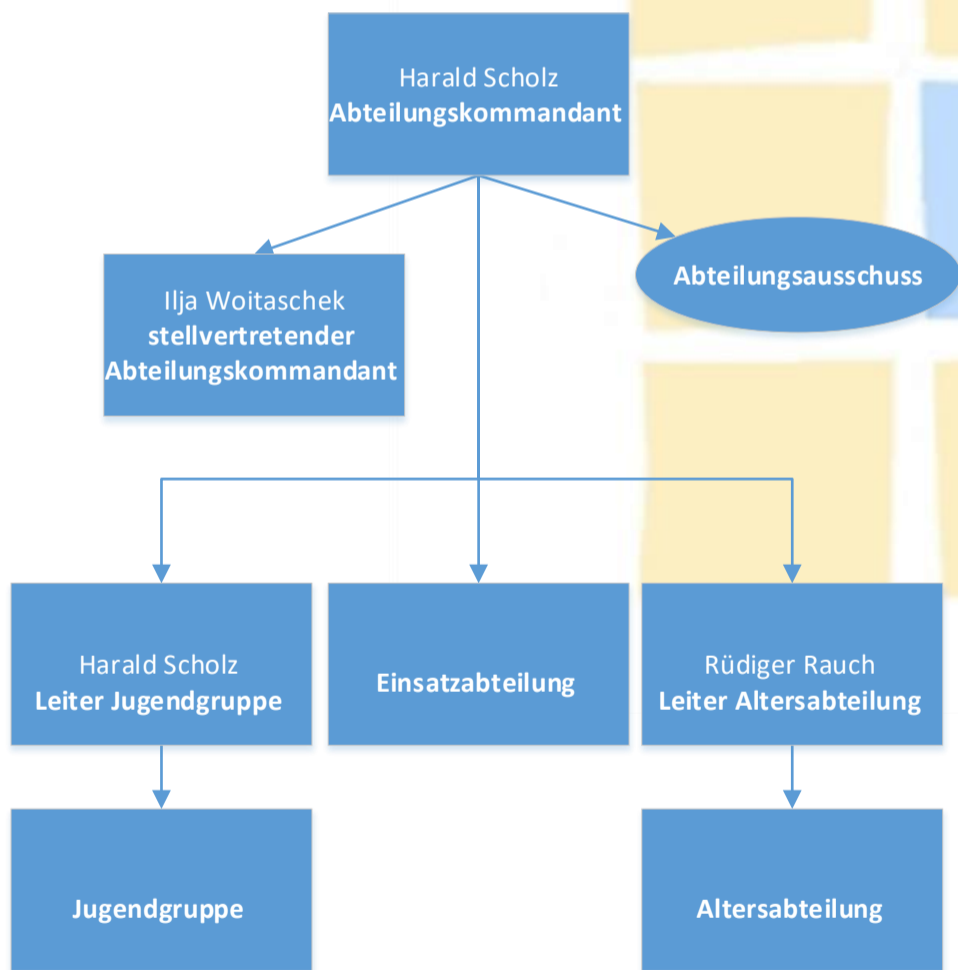 Harald Scholz
Abteilungskommandant
Abteilungsausschuss
Ilja Woitaschek
stellvertretender
Abteilungskommandant
Harald Scholz
Leiter Jugendgruppe
Einsatzabteilung
Rüdiger Rauch
Leiter Altersabteilung
Jugendgruppe
Altersabteilung